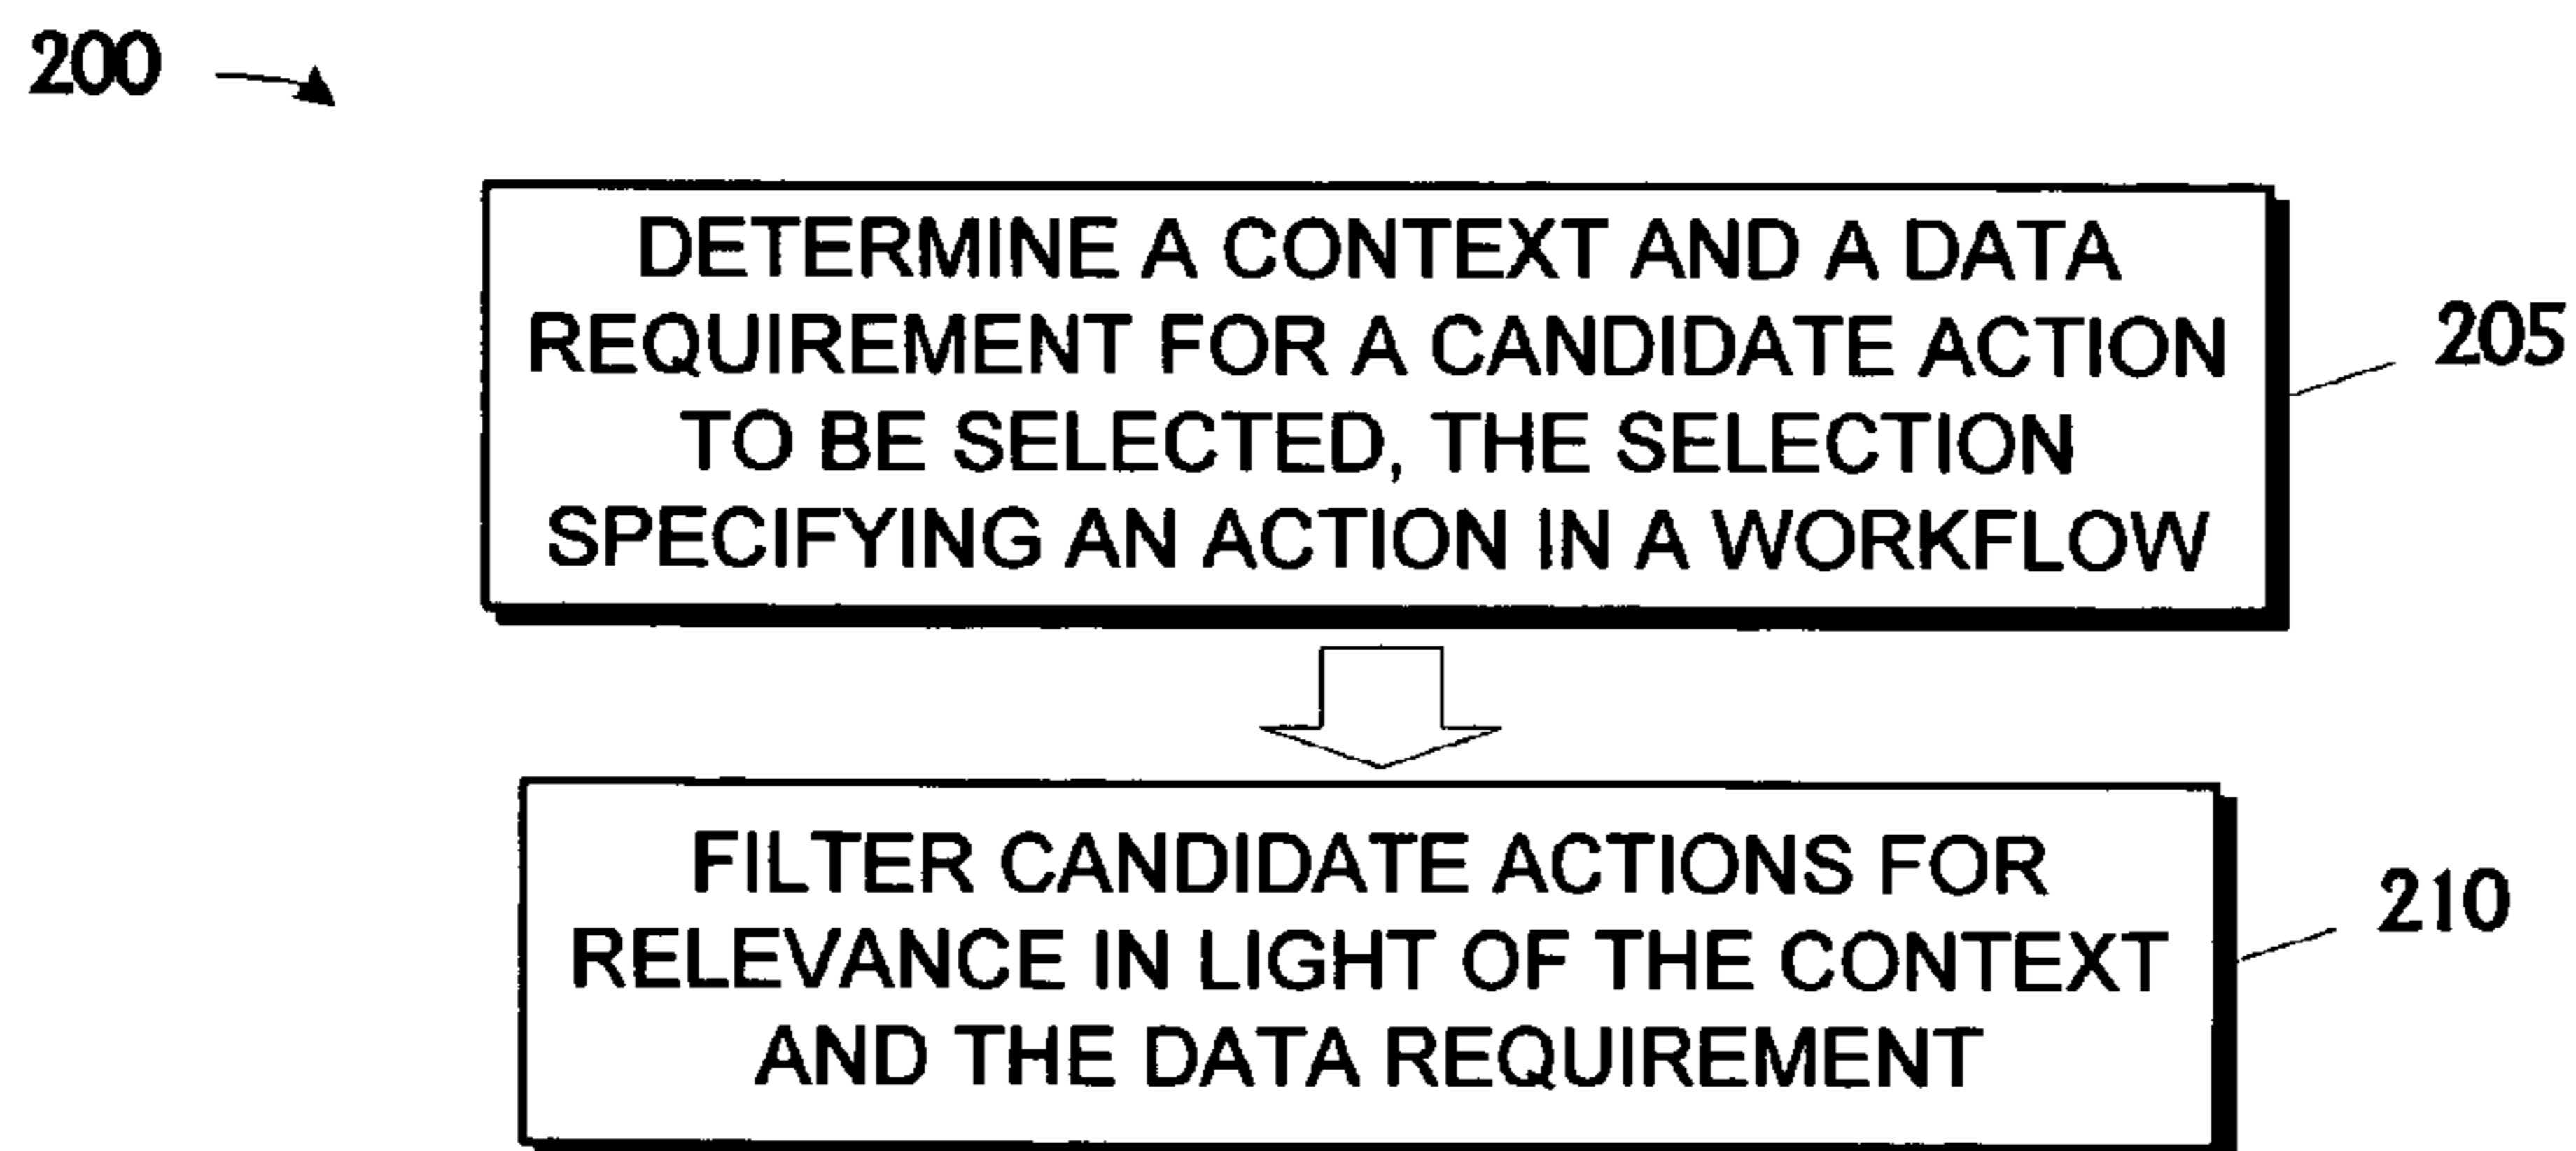 200
DETERMINE A CONTEXT AND A DATA
REQUIREMENT FOR A CANDIDATE ACTION
TO BE SELECTED, THE SELECTION
SPECIFYING AN ACTION IN A WORKFLOW
205
FILTER CANDIDATE ACTIONS FOR
RELEVANCE IN LIGHT OF THE CONTEXT
AND THE DATA REQUIREMENT
210